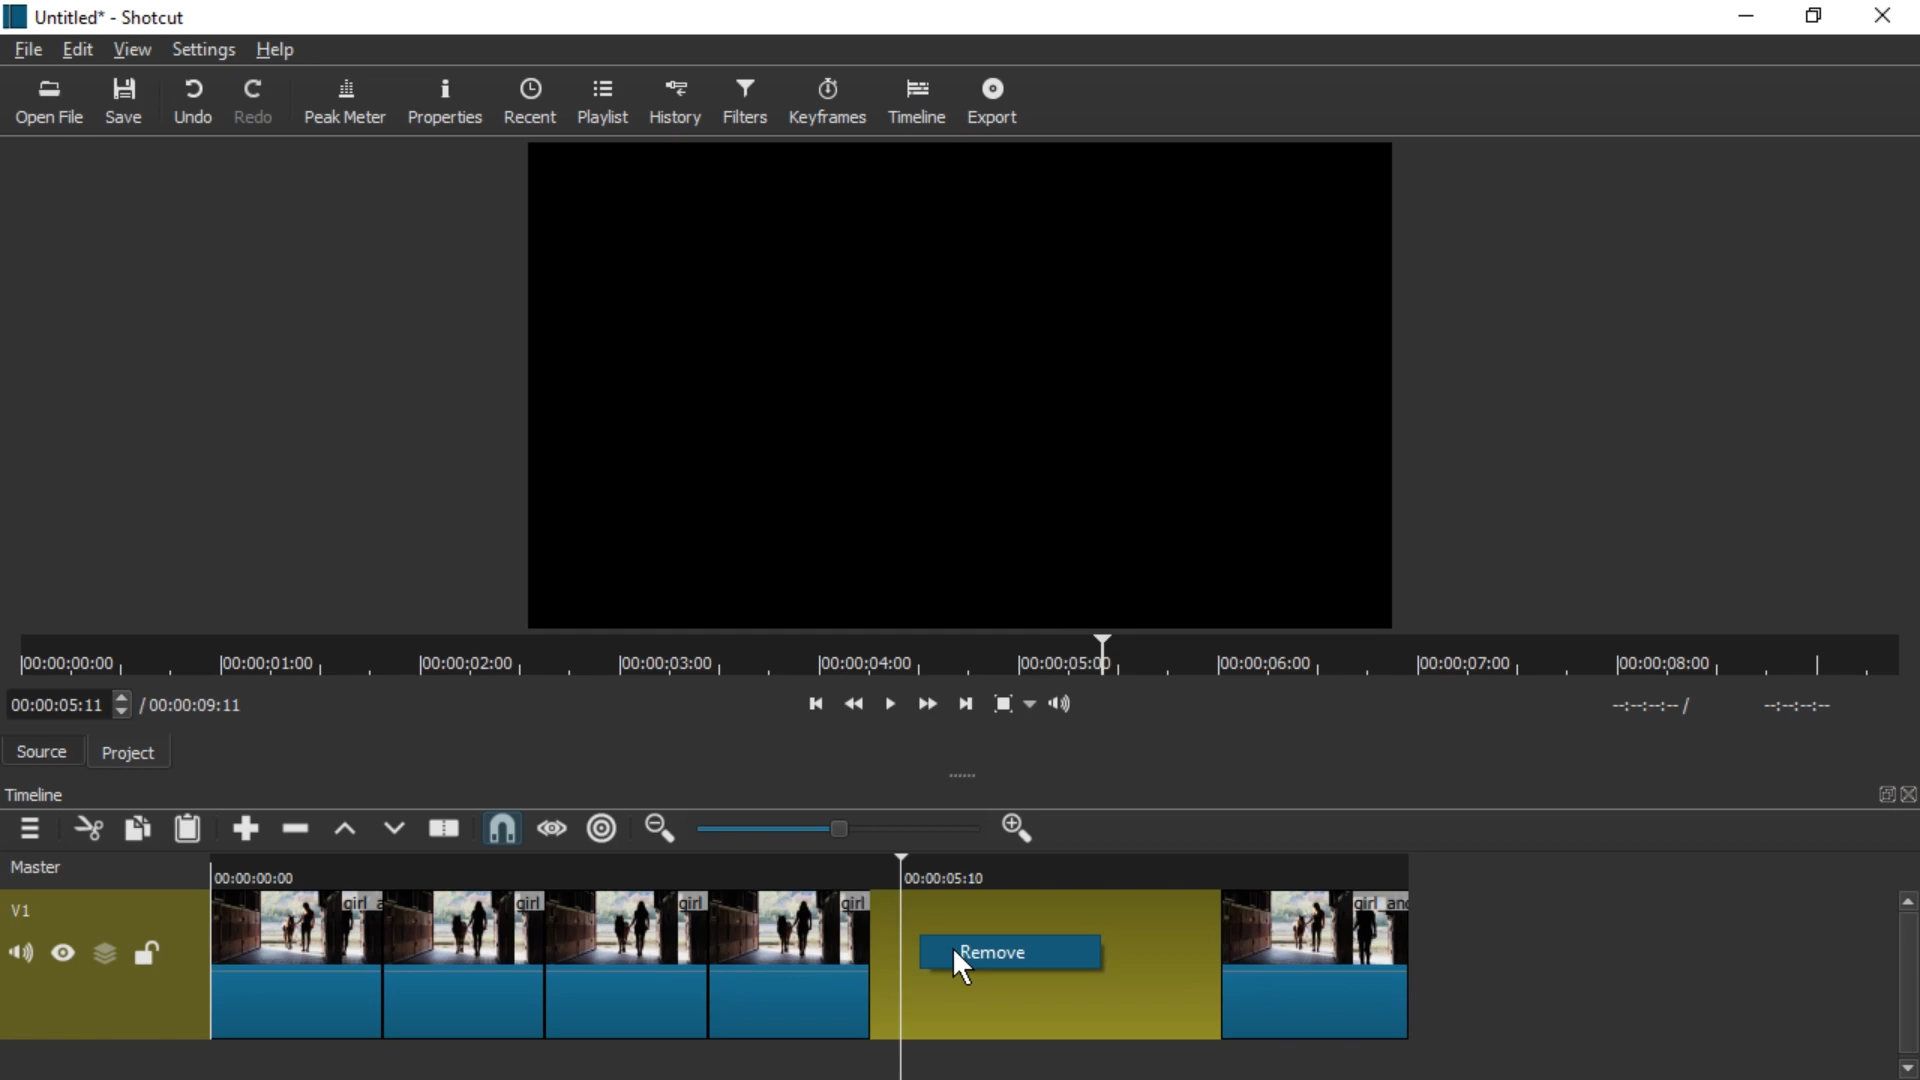 Untitled* - Shotcut
File Edit View Settings Help
Open File Save Undo Redo Peak Meter Properties Recent Playlist History Filters Keyframes Timeline Export
00:00:00:00 00:00:01:00 00:00:02:00 00:00:03:00 00:00:04:00 00:00:05:00 00:00:06:00 00:00:07:00 00:00:08:00
00:00:05:11 / 00:00:09:11 --:--:--:-- / --:--:--:--
Source Project
Timeline
Master
00:00:00:00 00:00:05:10
V1
girl a girl girl girl girl_and
Remove